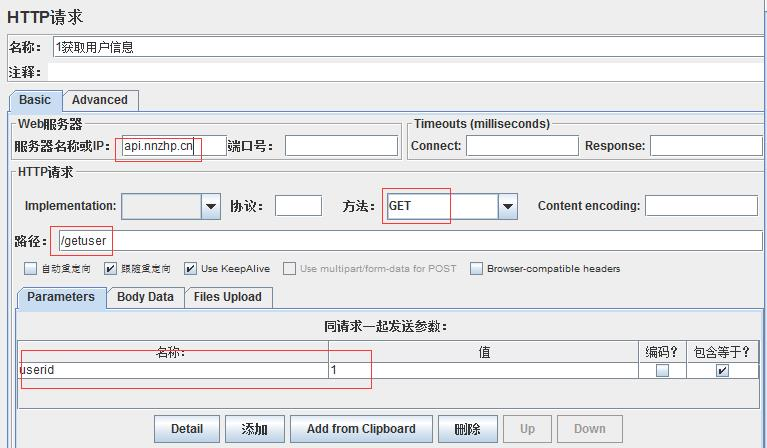 HTTP请求
名称： 1获取用户信息
注释：
Basic Advanced
Web服务器 Timeouts (milliseconds)
服务器名称或IP： api.nnzhp.cn 端口号： Connect: Response:
HTTP请求
Implementation: 协议： 方法： GET Content encoding:
路径： /getuser
自动重定向 跟随重定向 Use KeepAlive Use multipart/form-data for POST Browser-compatible headers
Parameters Body Data Files Upload
同请求一起发送参数：
名称： 值 编码？ 包含等于？
userid 1
Detail 添加 Add from Clipboard 删除 Up Down